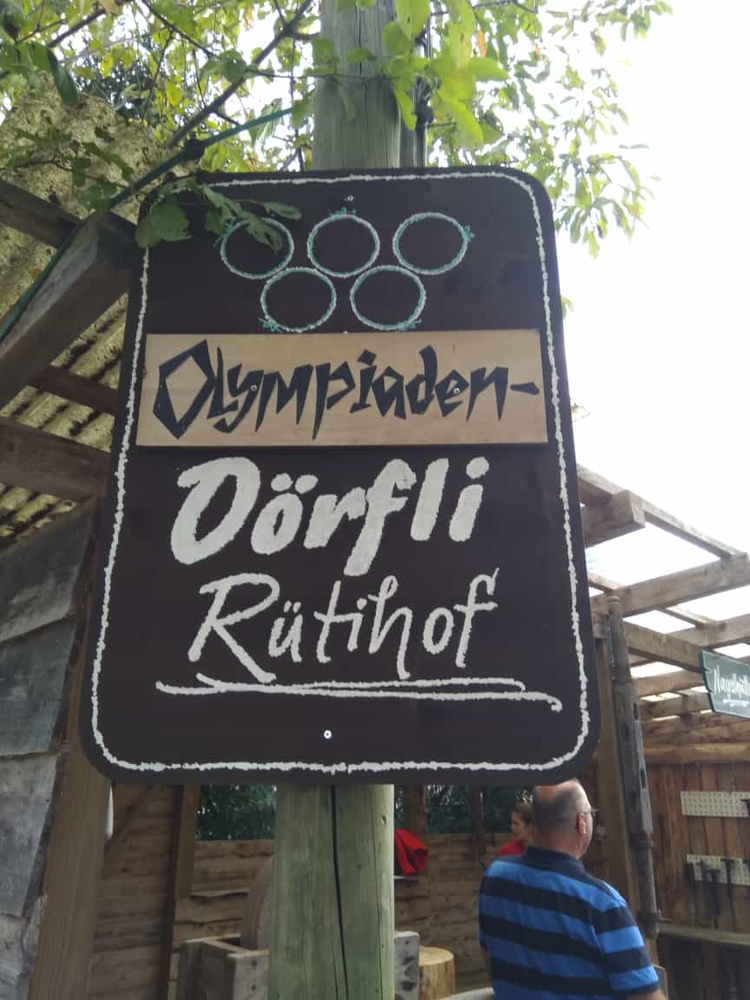 Olympiaden-
Dörfli
Rütihof